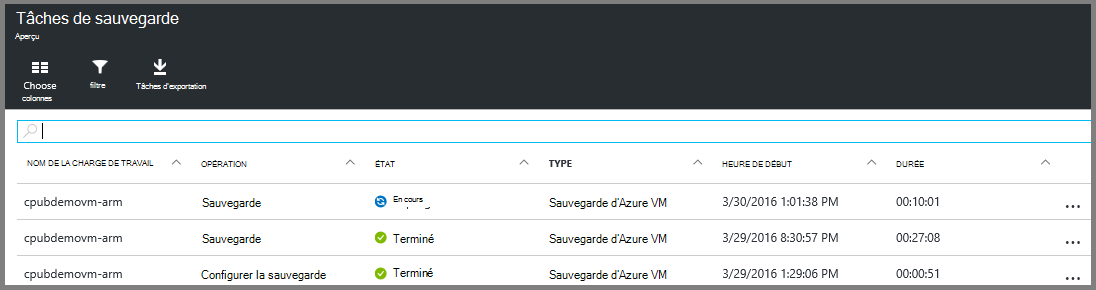 Tâches de sauvegarde
Aperçu
Choose colonnes
filtre
Tâches d'exportation
NOM DE LA CHARGE DE TRAVAIL OPÉRATION ÉTAT TYPE HEURE DE DÉBUT DURÉE
cpubdemovm-arm Sauvegarde En cours Sauvegarde d'Azure VM 3/30/2016 1:01:38 PM 00:10:01 ...
cpubdemovm-arm Sauvegarde Terminé Sauvegarde d'Azure VM 3/29/2016 8:30:57 PM 00:27:08 ...
cpubdemovm-arm Configurer la sauvegarde Terminé Sauvegarde d'Azure VM 3/29/2016 1:29:06 PM 00:00:51 ...